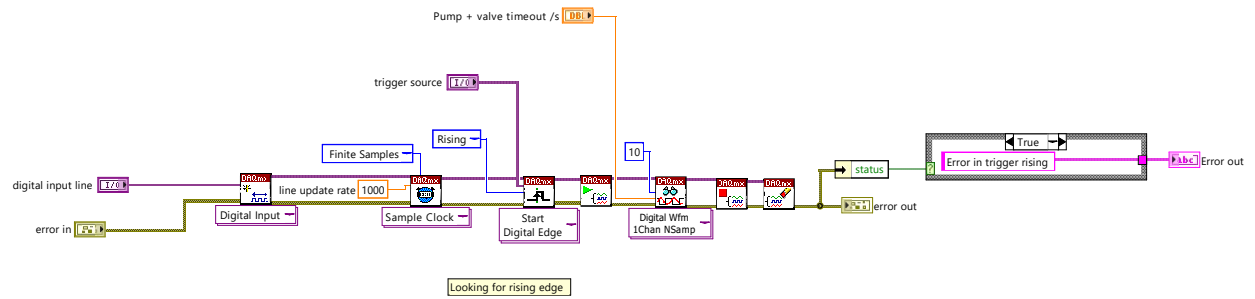 Pump + valve timeout /s
DBL
trigger source
I/O
Rising
Finite Samples
10
True
Error in trigger rising
Abc
Error out
status
?
digital input line
I/O
line update rate
1000
DAQmx
DAQmx
DAQmx
DAQmx
DAQmx
DAQmx
DAQmx
Digital Input
Sample Clock
Start
Digital Edge
Digital Wfm
1Chan NSamp
error out
error in
Looking for rising edge